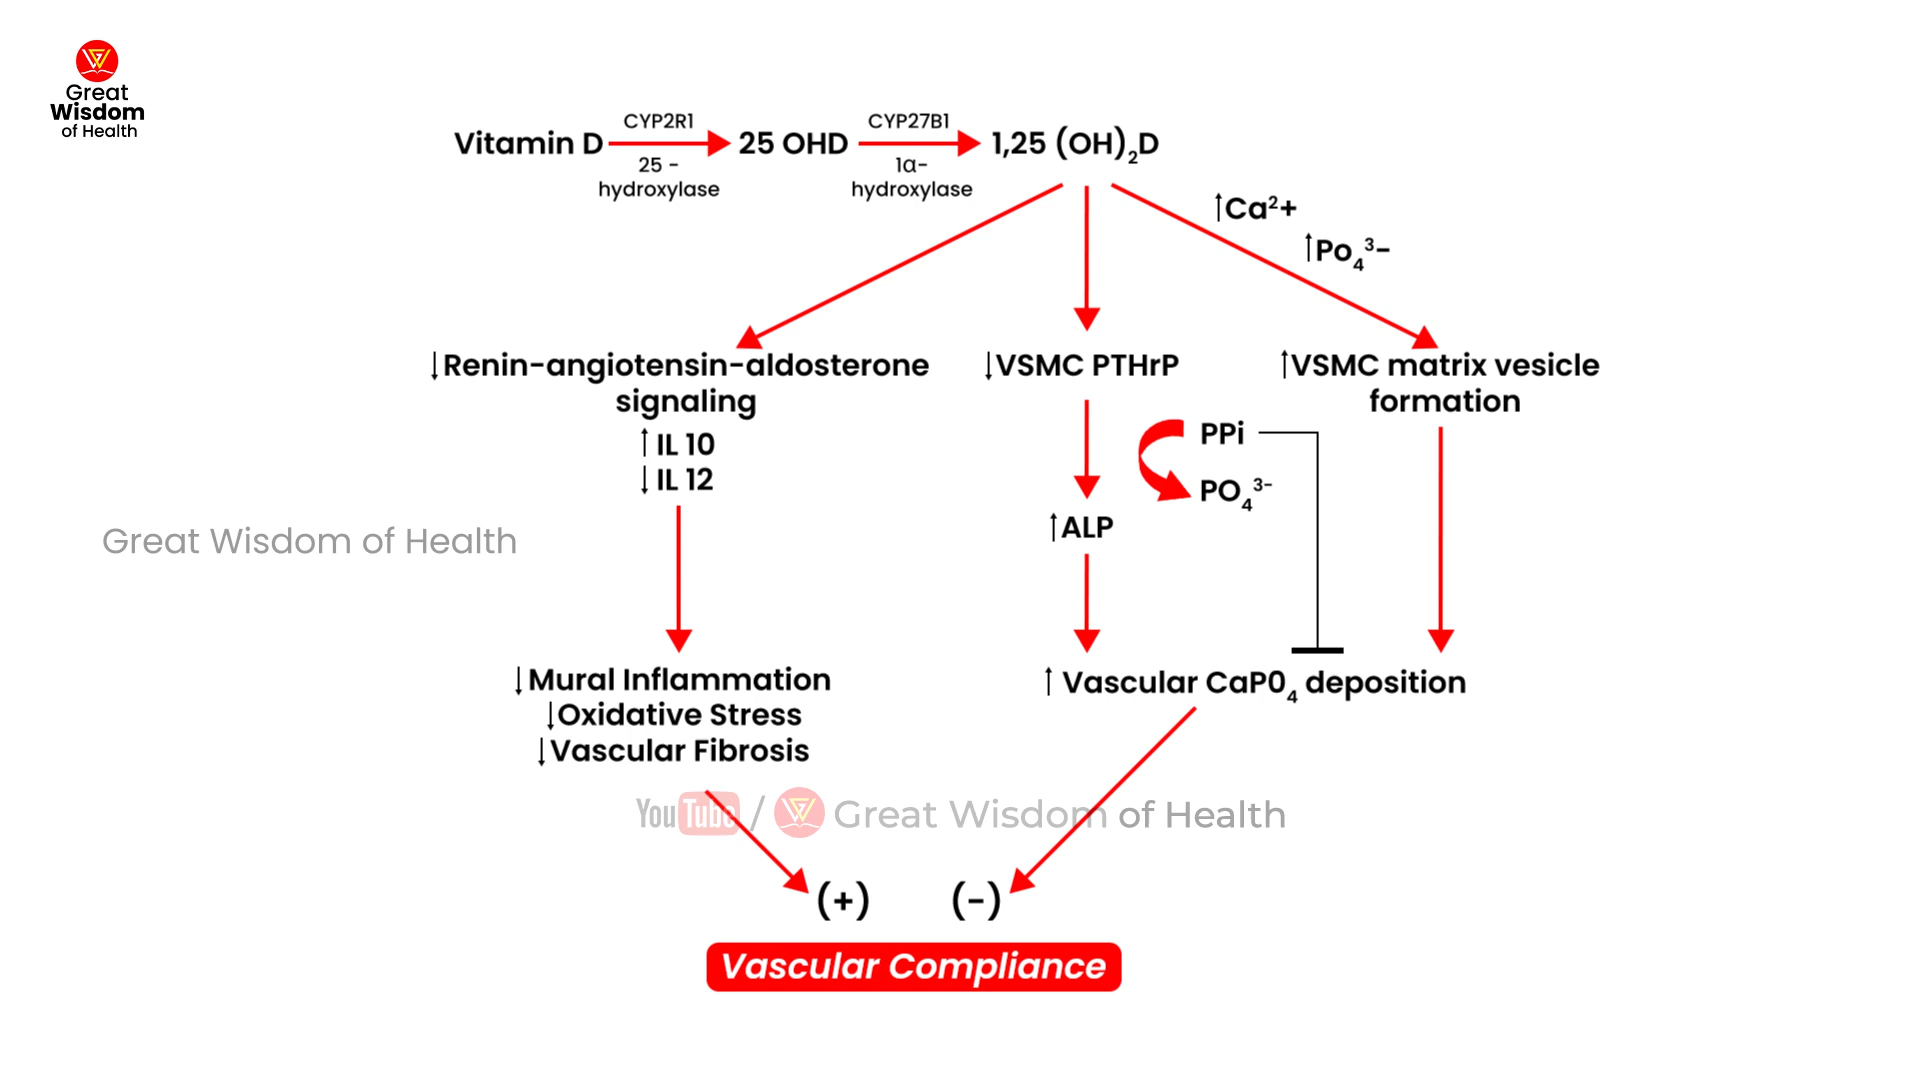 Great
Wisdom
of Health
Vitamin D
CYP2R1
25 -
hydroxylase
25 OHD
CYP27B1
1α-
hydroxylase
1,25 (OH)₂D
↑Ca²+
↑Po₄³-
↓Renin-angiotensin-aldosterone
signaling
↑ IL 10
↓ IL 12
↓VSMC PTHrP
↑VSMC matrix vesicle
formation
PPi
PO₄³-
↑ALP
Great Wisdom of Health
↓Mural Inflammation
↓Oxidative Stress
↓Vascular Fibrosis
↑ Vascular CaP0₄ deposition
YouTube / Great Wisdom of Health
(+) (-)
Vascular Compliance